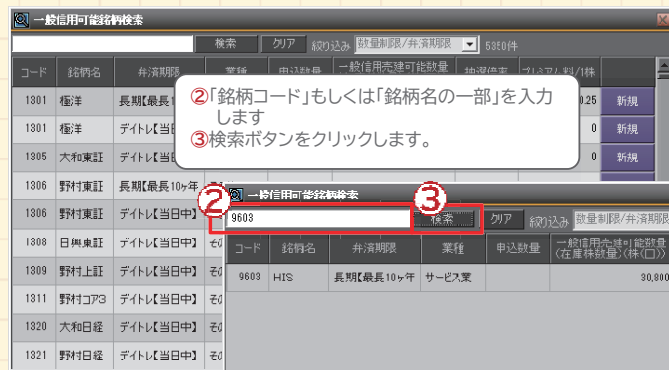 一般信用可能銘柄検索
検索 クリア 絞り込み 数量制限/弁済期限 5350件
コード 銘柄名 弁済期限 業種 申込数量 一般信用売建可能数量 抽選倍率 プレミアム料/1株
1301 極洋 長期【最長1 0.25 新規
1301 極洋 デイトレ【当日 0 新規
1305 大和東証 デイトレ【当日 0 新規
②「銘柄コード」もしくは「銘柄名の一部」を入力
します
③検索ボタンをクリックします。
1306 野村東証 長期【最長10ヶ年
1306 野村東証 デイトレ【当日中】 その
1308 日興東証 デイトレ【当日中】 その
1309 野村上証 デイトレ【当日中】 その
1311 野村コア3 デイトレ【当日中】 その
1320 大和日経 デイトレ【当日中】 その
1321 野村日経 デイトレ【当日中】 その
一般信用可能銘柄検索
② ③
9603 検索 クリア 絞り込み 数量制限/弁済期限
コード 銘柄名 弁済期限 業種 申込数量 一般信用売建可能数量
(在庫株数量)(株(口))
9603 HIS 長期【最長10ヶ年 サービス業 30,800